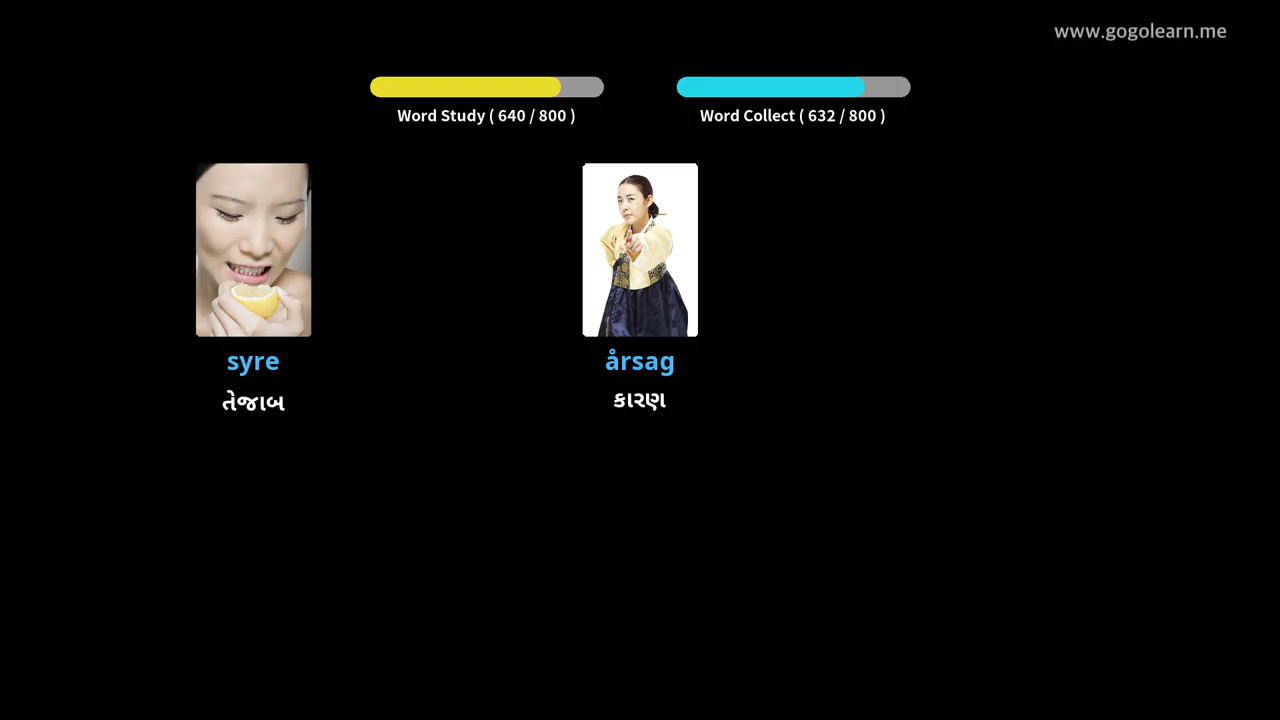 www.gogolearn.me
Word Study ( 640 / 800 )
Word Collect ( 632 / 800 )
syre
årsag
તેજાબ
કારણ